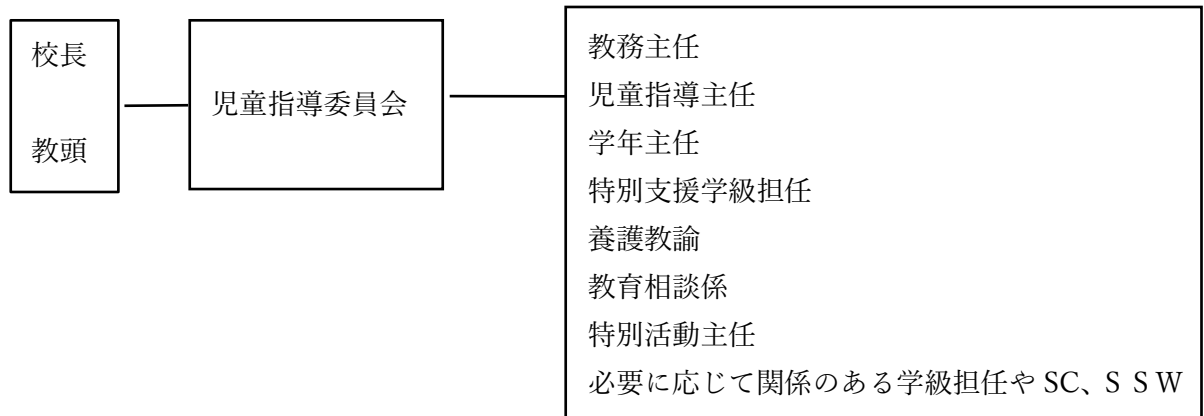 校長
教頭
児童指導委員会
教務主任
児童指導主任
学年主任
特別支援学級担任
養護教諭
教育相談係
特別活動主任
必要に応じて関係のある学級担任や SC、ＳＳＷ